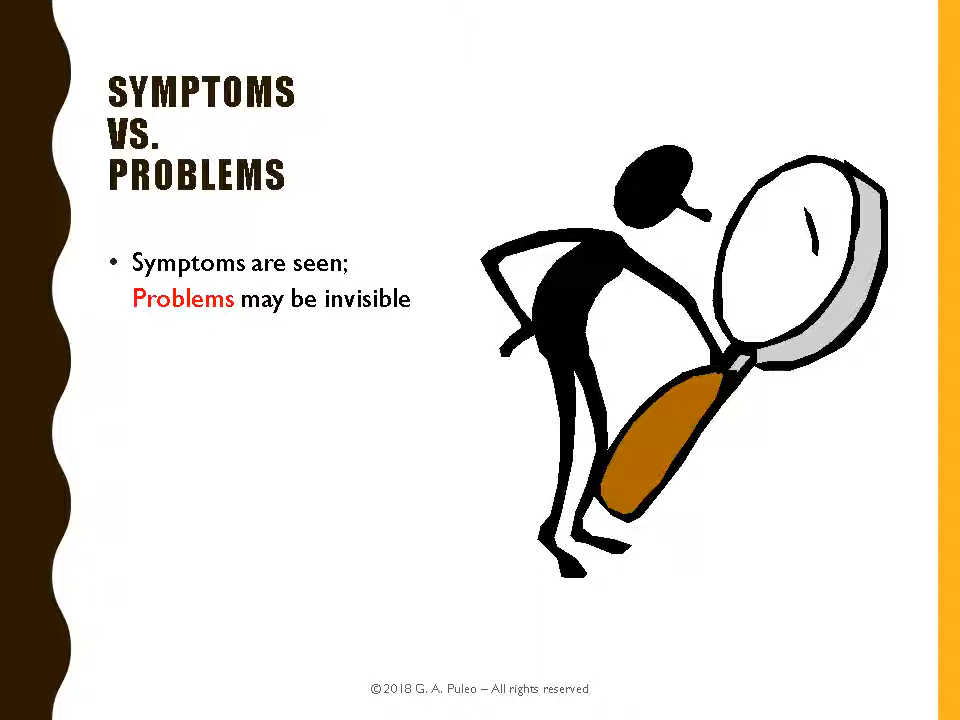 SYMPTOMS
VS.
PROBLEMS
• Symptoms are seen;
Problems may be invisible
©2018 G. A. Puleo – All rights reserved